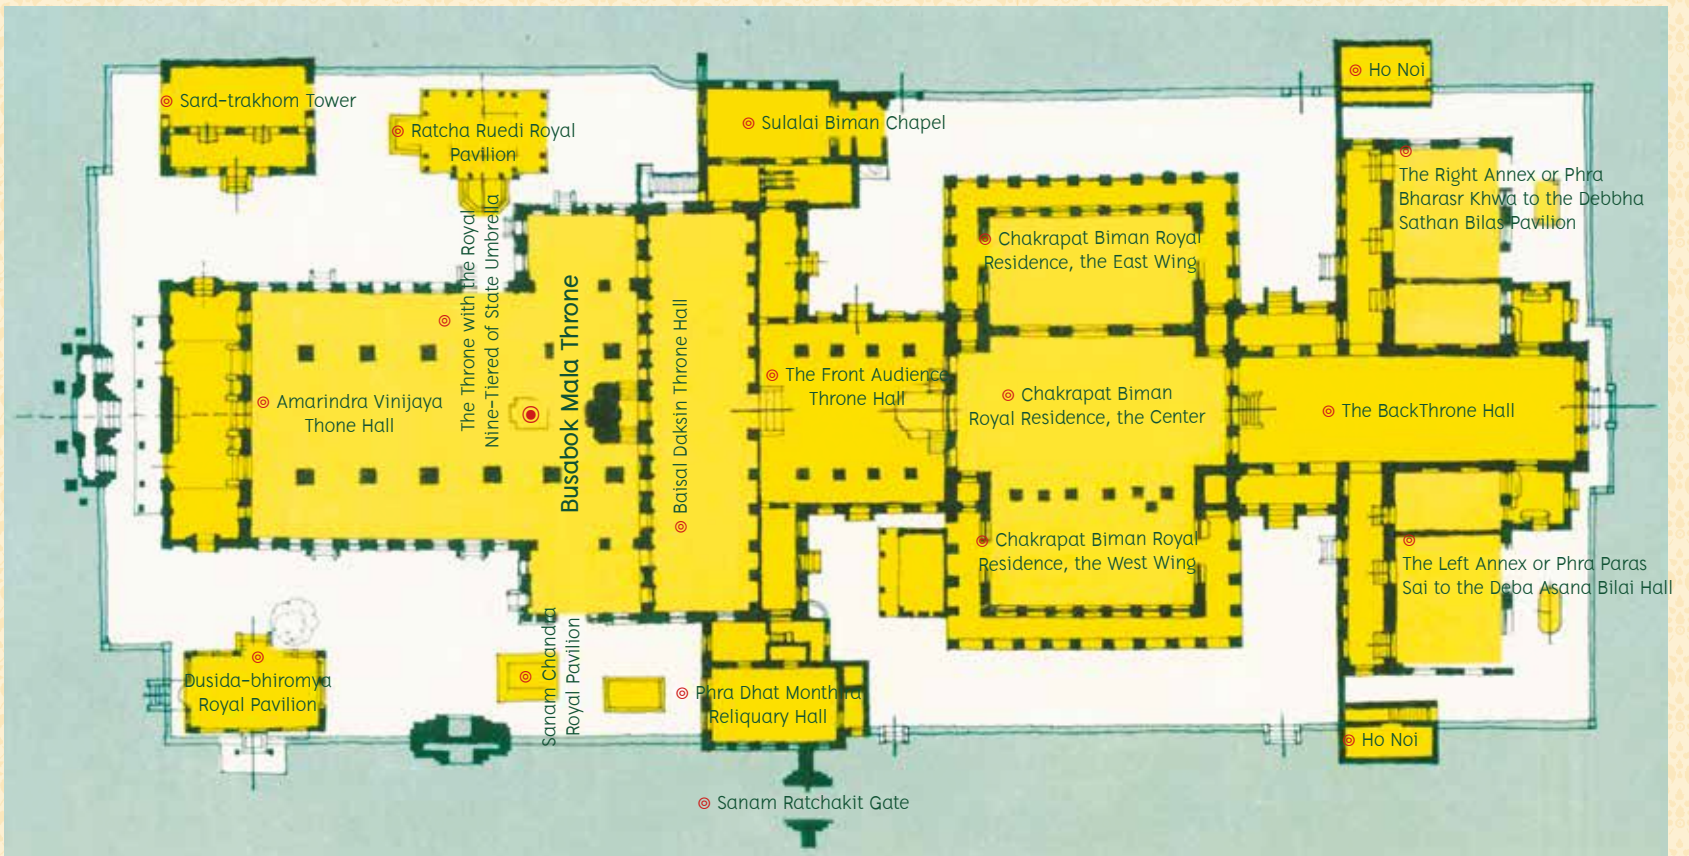 Sard-trakhom Tower
Ratcha Ruedi Royal
Pavilion
Sulalai Biman Chapel
Ho Noi
The Right Annex or Phra
Bharasr Khwa to the Debbha
Sathan Bilas Pavilion
Chakrapat Biman Royal
Residence, the East Wing
The Throne with the Royal
Nine-Tiered of State Umbrella
Busabok Mala Throne
Baisal Daksin Throne Hall
Amarindra Vinijaya
Thone Hall
The Front Audience
Throne Hall
Chakrapat Biman
Royal Residence, the Center
The BackThrone Hall
Chakrapat Biman Royal
Residence, the West Wing
The Left Annex or Phra Paras
Sai to the Deba Asana Bilai Hall
Dusida-bhiromya
Royal Pavilion
Sanam Chandra
Royal Pavilion
Phra Dhat Monthira
Reliquary Hall
Ho Noi
Sanam Ratchakit Gate